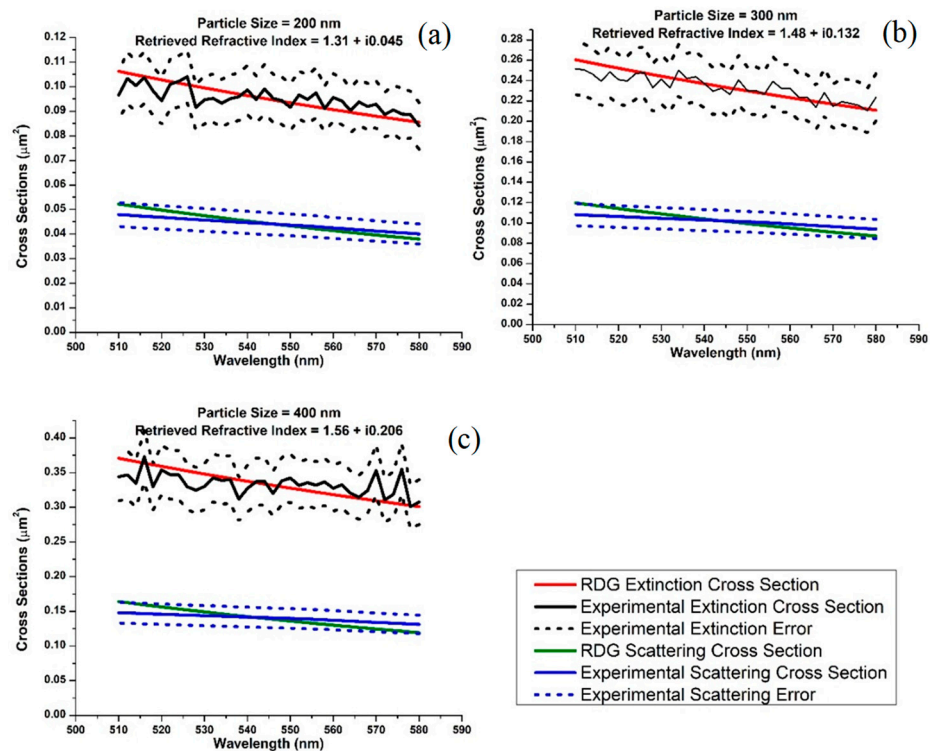 Particle Size = 200 nm
Retrieved Refractive Index = 1.31 + i0.045
(a)
0.12
0.11
0.10
0.09
0.08
0.07
0.06
0.05
0.04
0.03
0.02
0.01
0.00
Cross Sections (μm²)
500 510 520 530 540 550 560 570 580 590
Wavelength (nm)
Particle Size = 300 nm
Retrieved Refractive Index = 1.48 + i0.132
(b)
0.28
0.26
0.24
0.22
0.20
0.18
0.16
0.14
0.12
0.10
0.08
0.06
0.04
0.02
0.00
Cross Sections (μm²)
500 510 520 530 540 550 560 570 580 590
Wavelength (nm)
Particle Size = 400 nm
Retrieved Refractive Index = 1.56 + i0.206
(c)
0.40
0.35
0.30
0.25
0.20
0.15
0.10
0.05
0.00
Cross Sections (μm²)
500 510 520 530 540 550 560 570 580 590
Wavelength (nm)
RDG Extinction Cross Section
Experimental Extinction Cross Section
Experimental Extinction Error
RDG Scattering Cross Section
Experimental Scattering Cross Section
Experimental Scattering Error